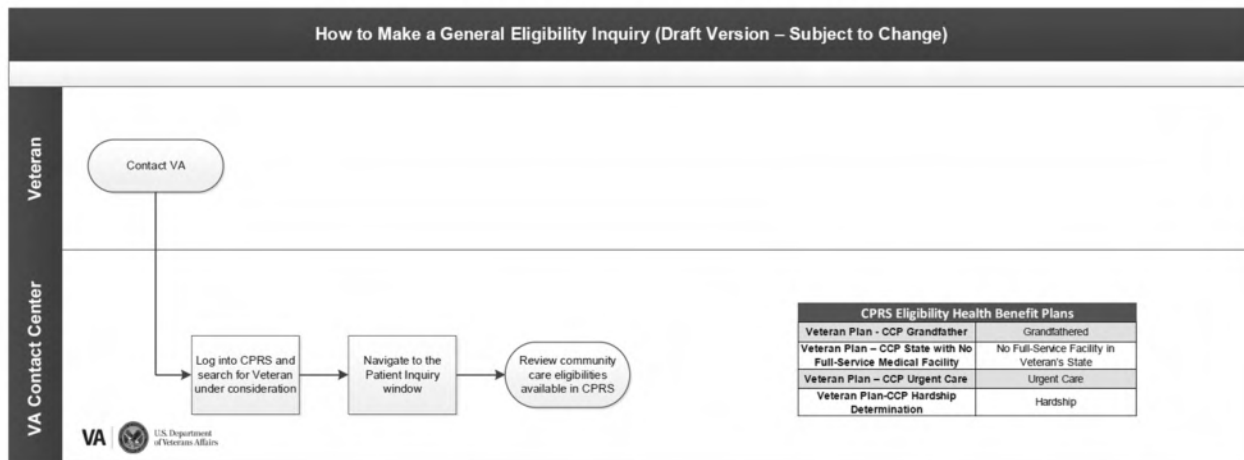 How to Make a General Eligibility Inquiry (Draft Version – Subject to Change)
Veteran
Contact VA
VA Contact Center
Log into CPRS and
search for Veteran
under consideration
Navigate to the
Patient Inquiry
window
Review community
care eligibilities
available in CPRS
CPRS Eligibility Health Benefit Plans
Veteran Plan - CCP Grandfather
Grandfathered
Veteran Plan – CCP State with No
Full-Service Medical Facility
No Full-Service Facility in
Veteran's State
Veteran Plan – CCP Urgent Care
Urgent Care
Veteran Plan-CCP Hardship
Determination
Hardship
VA
U.S. Department
of Veterans Affairs